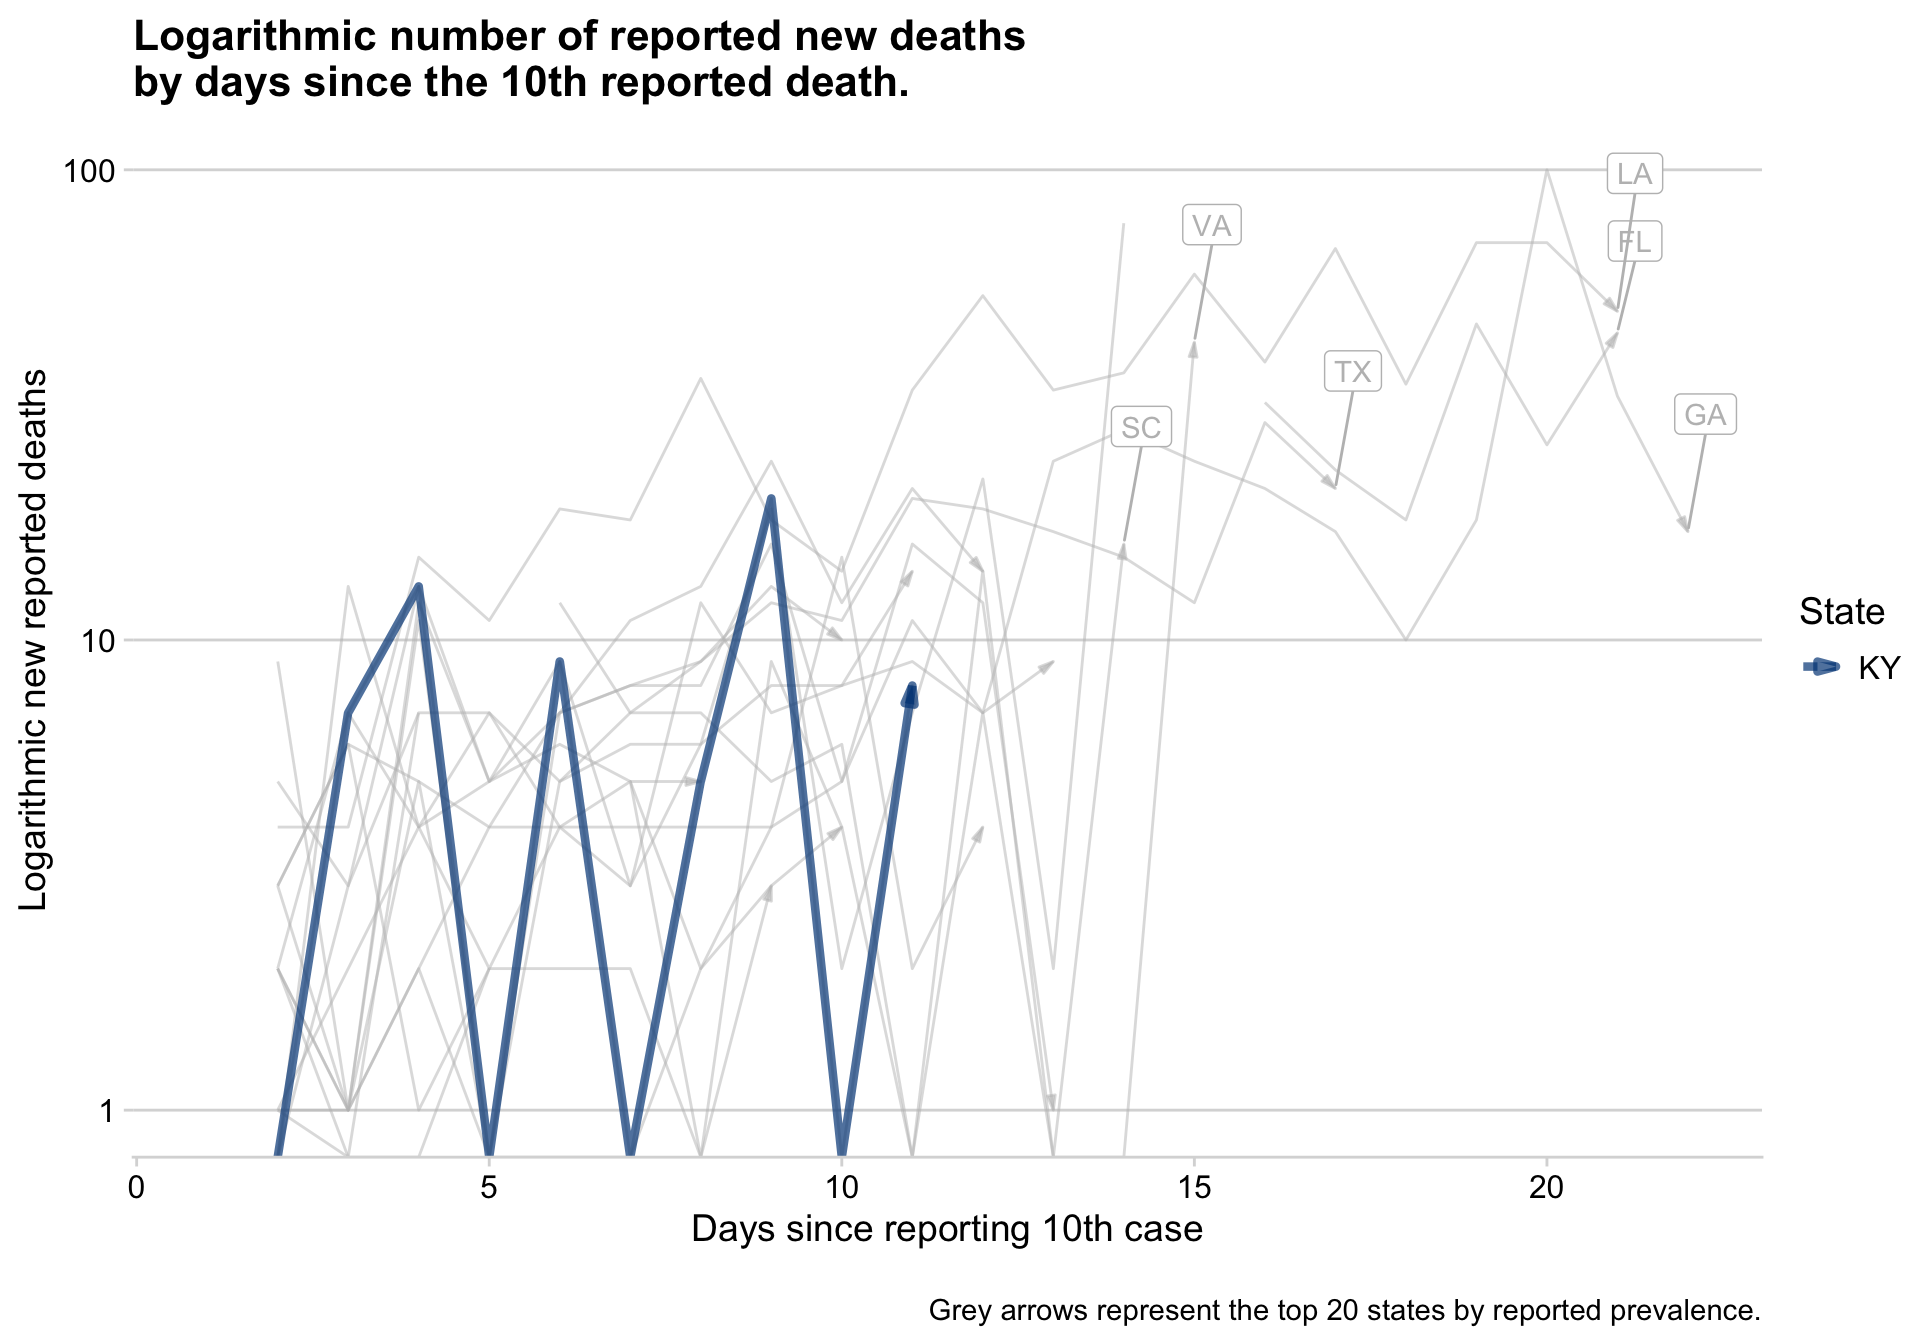 Logarithmic number of reported new deaths
by days since the 10th reported death.
100
10
1
Logarithmic new reported deaths
LA
FL
VA
TX
SC
GA
State
KY
0
5
10
15
20
Days since reporting 10th case
Grey arrows represent the top 20 states by reported prevalence.